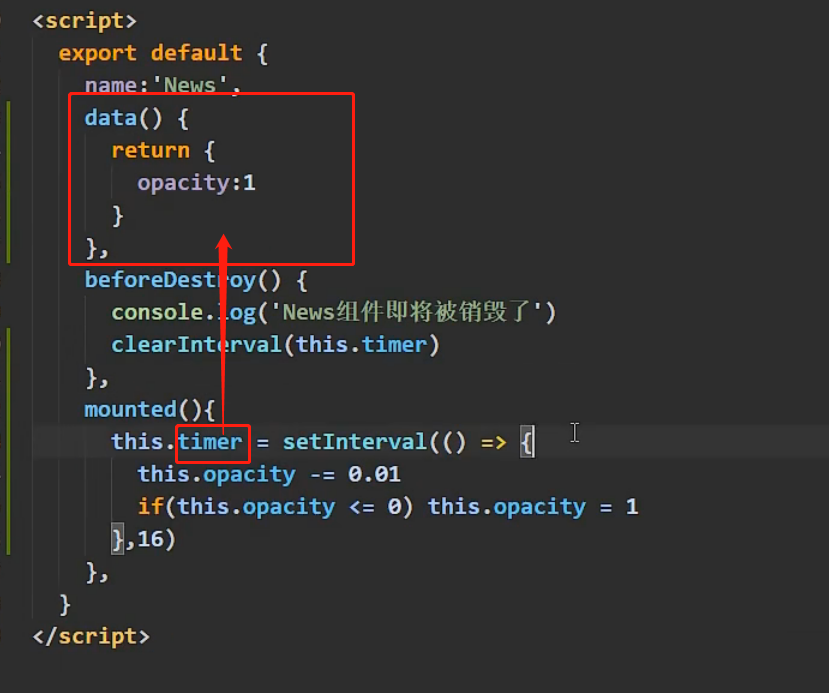 <script>
export default {
name:'News',
data() {
return {
opacity:1
}
},
beforeDestroy() {
console.log('News组件即将被销毁了')
clearInterval(this.timer)
},
mounted(){
this.timer = setInterval(() => {
this.opacity -= 0.01
if(this.opacity <= 0) this.opacity = 1
},16)
},
}
</script>